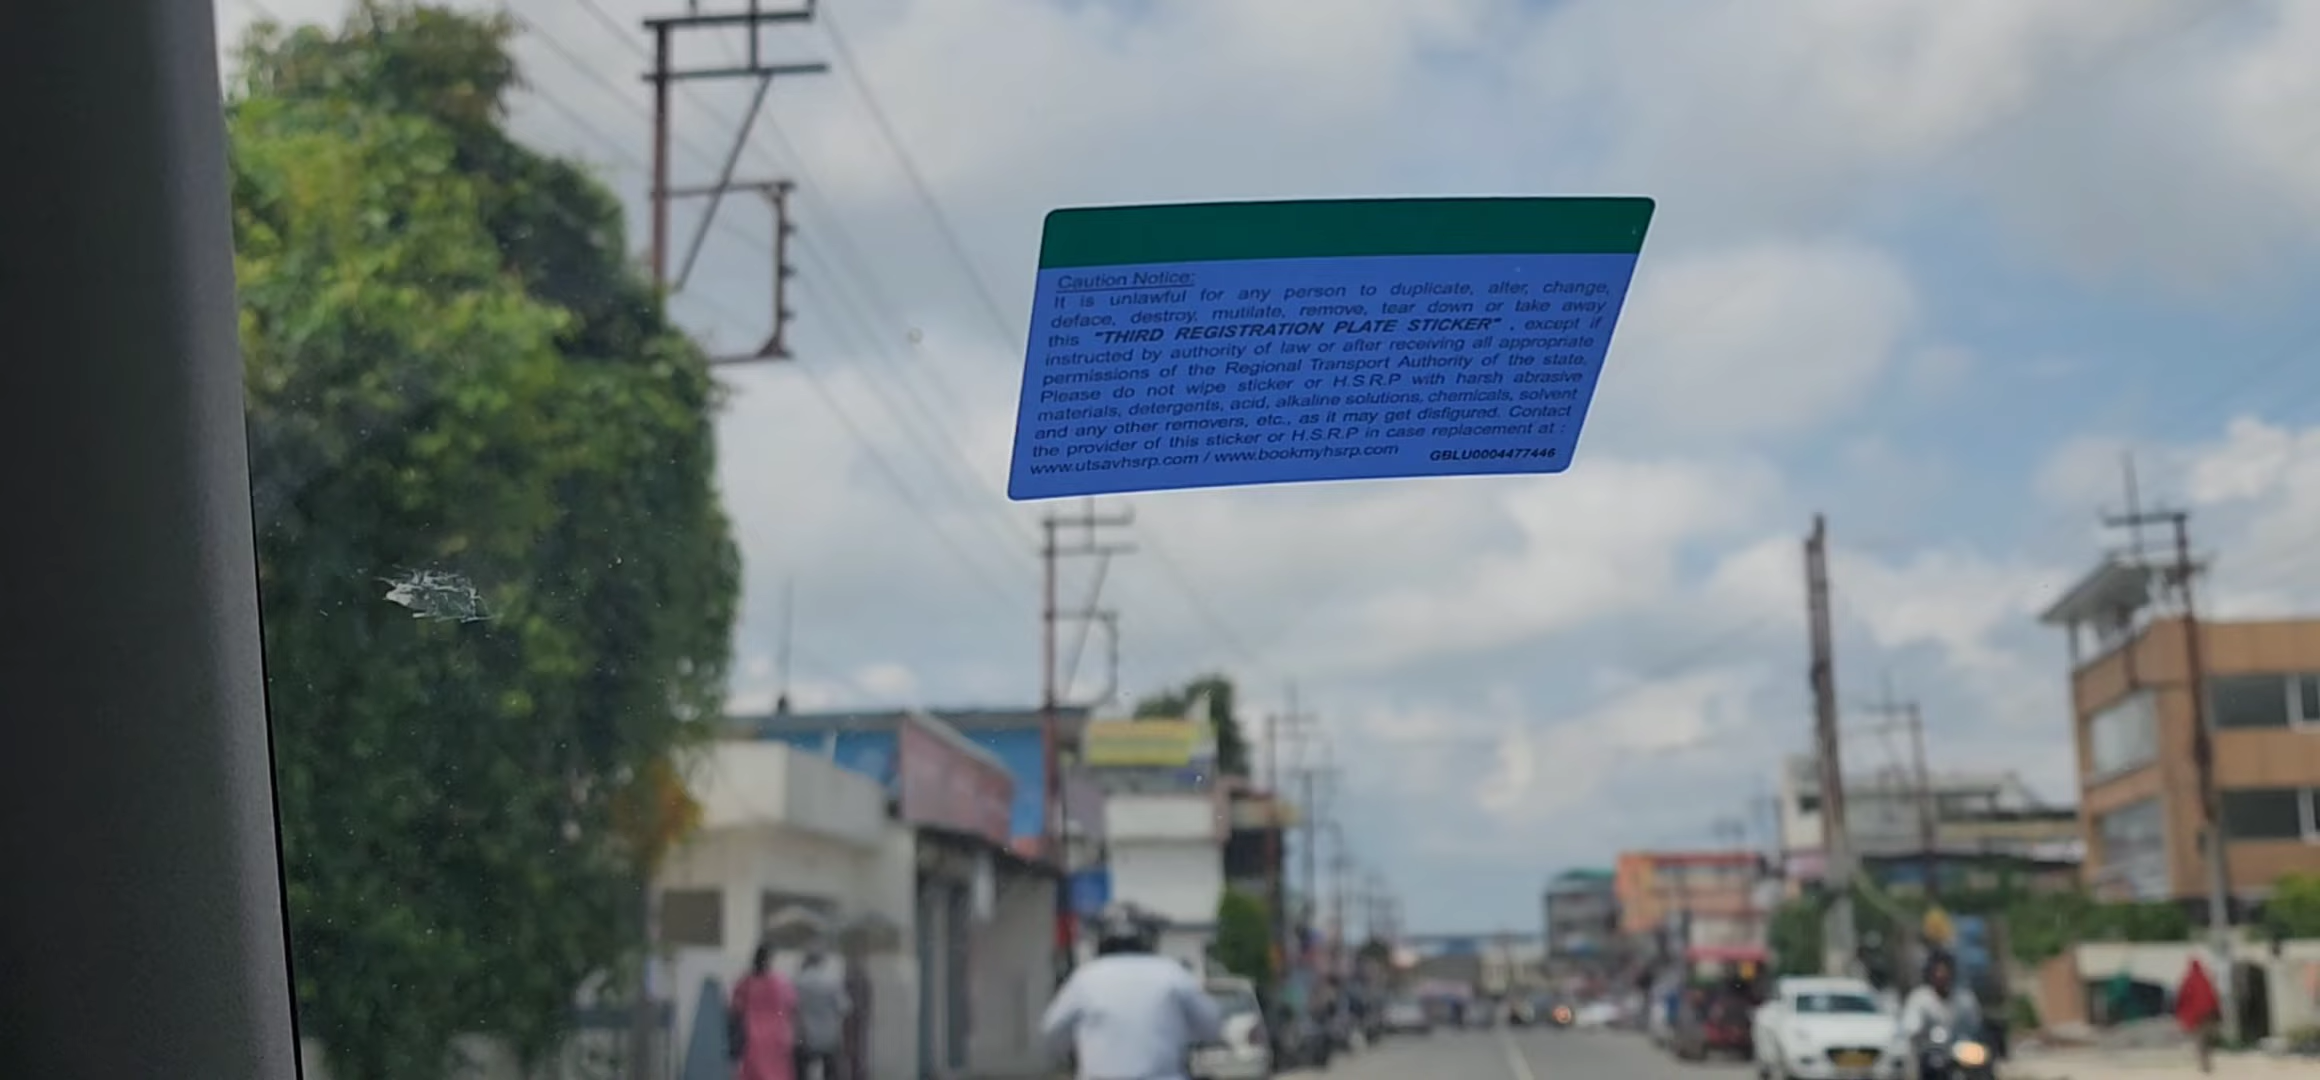 Caution Notice:
It is unlawful for any person to duplicate, alter, change,
deface, destroy, mutilate, remove, tear down or take away
this "THIRD REGISTRATION PLATE STICKER" , except if
instructed by authority of law or after receiving all appropriate
permissions of the Regional Transport Authority of the state.
Please do not wipe sticker or H.S.R.P with harsh abrasive
materials, detergents, acid, alkaline solutions, chemicals, solvent
and any other removers, etc., as it may get disfigured. Contact
the provider of this sticker or H.S.R.P in case replacement at :
www.utsavhsrp.com / www.bookmyhsrp.com GBLU0004477446